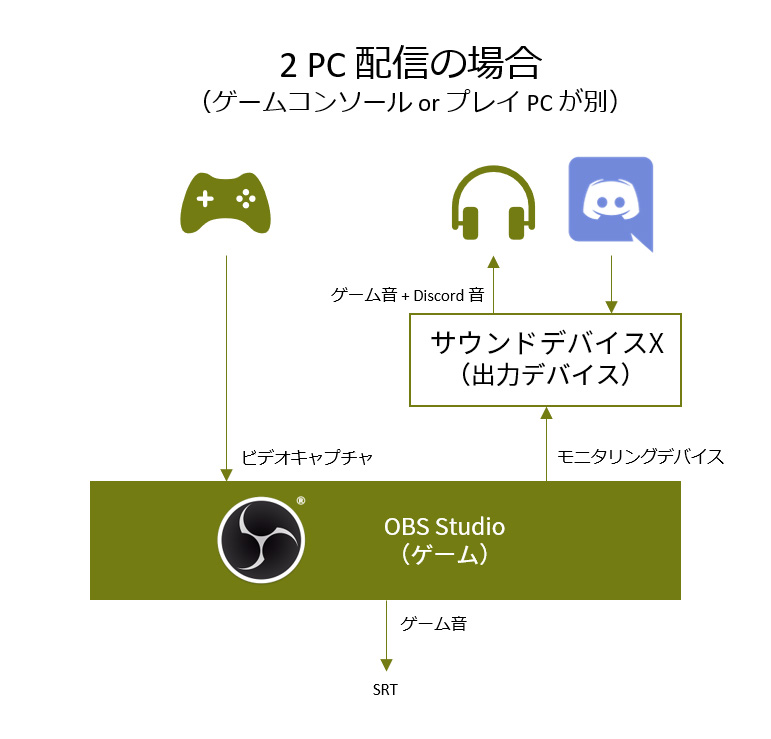 2 PC 配信の場合
（ゲームコンソール or プレイ PC が別）
ゲーム音 + Discord 音
サウンドデバイスX
（出力デバイス）
ビデオキャプチャ
モニタリングデバイス
®
OBS Studio
（ゲーム）
ゲーム音
SRT